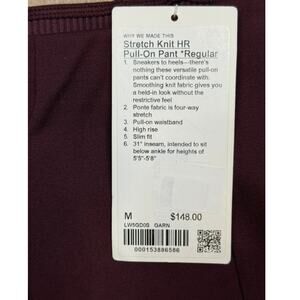 WHY WE MADE THIS
Stretch Knit HR
Pull-On Pant *Regular
1. Sneakers to heels—there's
nothing these versatile pull-on
pants can't coordinate with.
Smoothing knit fabric gives you
a held-in look without the
restrictive feel
2. Ponte fabric is four-way
stretch
3. Pull-on waistband
4. High rise
5. Slim fit
6. 31" inseam, intended to sit
below ankle for heights of
5'5"-5'8"
M $148.00
LW5GD0S GARN
000153886586